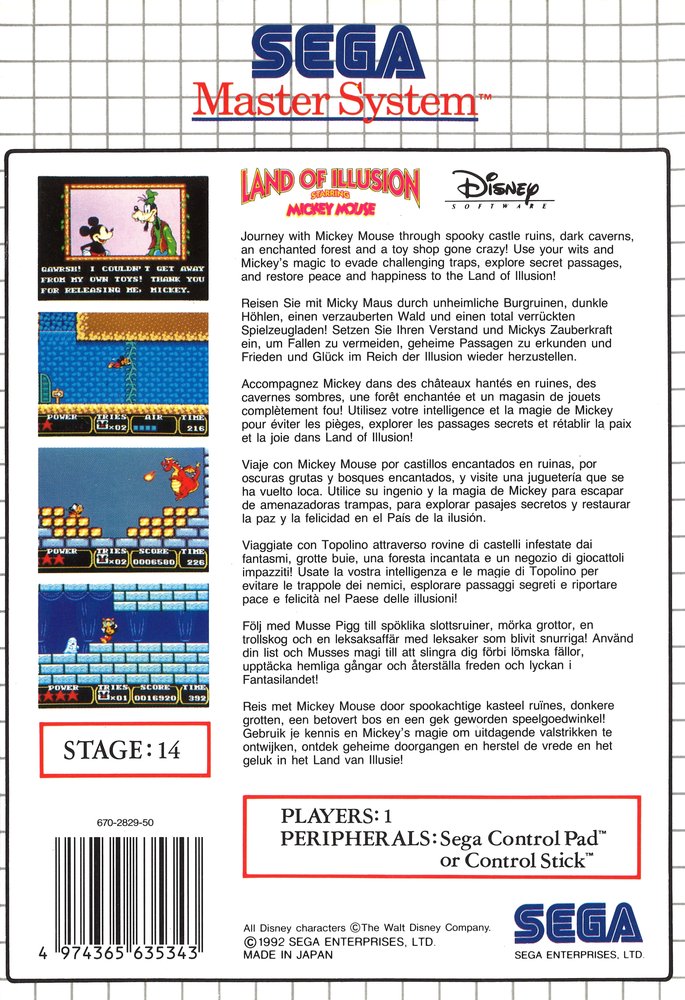 SEGA
Master System™
LAND OF ILLUSION
STARRING
MICKEY MOUSE
Disney
SOFTWARE
GAWRSH! I COULDN'T GET AWAY
FROM MY OWN TOYS! THANK YOU
FOR RELEASING ME, MICKEY.
POWER TRIES AIR TIME
×02 216
POWER TRIES SCORE TIME
×02 0006580 226
POWER TRIES SCORE TIME
×01 0016920 392
Journey with Mickey Mouse through spooky castle ruins, dark caverns,
an enchanted forest and a toy shop gone crazy! Use your wits and
Mickey's magic to evade challenging traps, explore secret passages,
and restore peace and happiness to the Land of Illusion!
Reisen Sie mit Micky Maus durch unheimliche Burgruinen, dunkle
Höhlen, einen verzauberten Wald und einen total verrückten
Spielzeugladen! Setzen Sie Ihren Verstand und Mickys Zauberkraft
ein, um Fallen zu vermeiden, geheime Passagen zu erkunden und
Frieden und Glück im Reich der Illusion wieder herzustellen.
Accompagnez Mickey dans des châteaux hantés en ruines, des
cavernes sombres, une forêt enchantée et un magasin de jouets
complètement fou! Utilisez votre intelligence et la magie de Mickey
pour éviter les pièges, explorer les passages secrets et rétablir la paix
et la joie dans Land of Illusion!
Viaje con Mickey Mouse por castillos encantados en ruinas, por
oscuras grutas y bosques encantados, y visite una juguetería que se
ha vuelto loca. Utilice su ingenio y la magia de Mickey para escapar
de amenazadoras trampas, para explorar pasajes secretos y restaurar
la paz y la felicidad en el País de la ilusión.
Viaggiate con Topolino attraverso rovine di castelli infestate dai
fantasmi, grotte buie, una foresta incantata e un negozio di giocattoli
impazziti! Usate la vostra intelligenza e le magie di Topolino per
evitare le trappole dei nemici, esplorare passaggi segreti e riportare
pace e felicità nel Paese delle illusioni!
Följ med Musse Pigg till spöklika slottsruiner, mörka grottor, en
trollskog och en leksaksaffär med leksaker som blivit snurriga! Använd
din list och Musses magi till att slingra dig förbi lömska fällor,
upptäcka hemliga gångar och återställa freden och lyckan i
Fantasilandet!
Reis met Mickey Mouse door spookachtige kasteel ruïnes, donkere
grotten, een betovert bos en een gek geworden speelgoedwinkel!
Gebruik je kennis en Mickey's magie om uitdagende valstrikken te
ontwijken, ontdek geheime doorgangen en herstel de vrede en het
geluk in het Land van Illusie!
STAGE: 14
PLAYERS: 1
PERIPHERALS: Sega Control Pad™
or Control Stick™
670-2829-50
4 974365 635343
All Disney characters ©The Walt Disney Company.
©1992 SEGA ENTERPRISES, LTD.
MADE IN JAPAN
SEGA
SEGA ENTERPRISES, LTD.